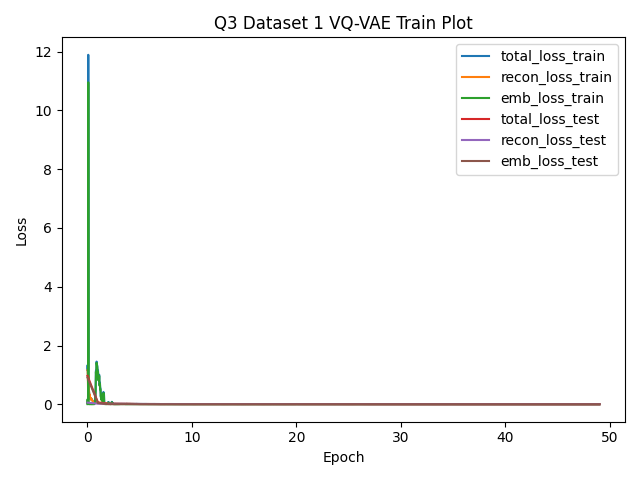 Q3 Dataset 1 VQ-VAE Train Plot
total_loss_train
recon_loss_train
emb_loss_train
total_loss_test
recon_loss_test
emb_loss_test
12
10
8
6
4
2
0
Loss
0 10 20 30 40 50
Epoch